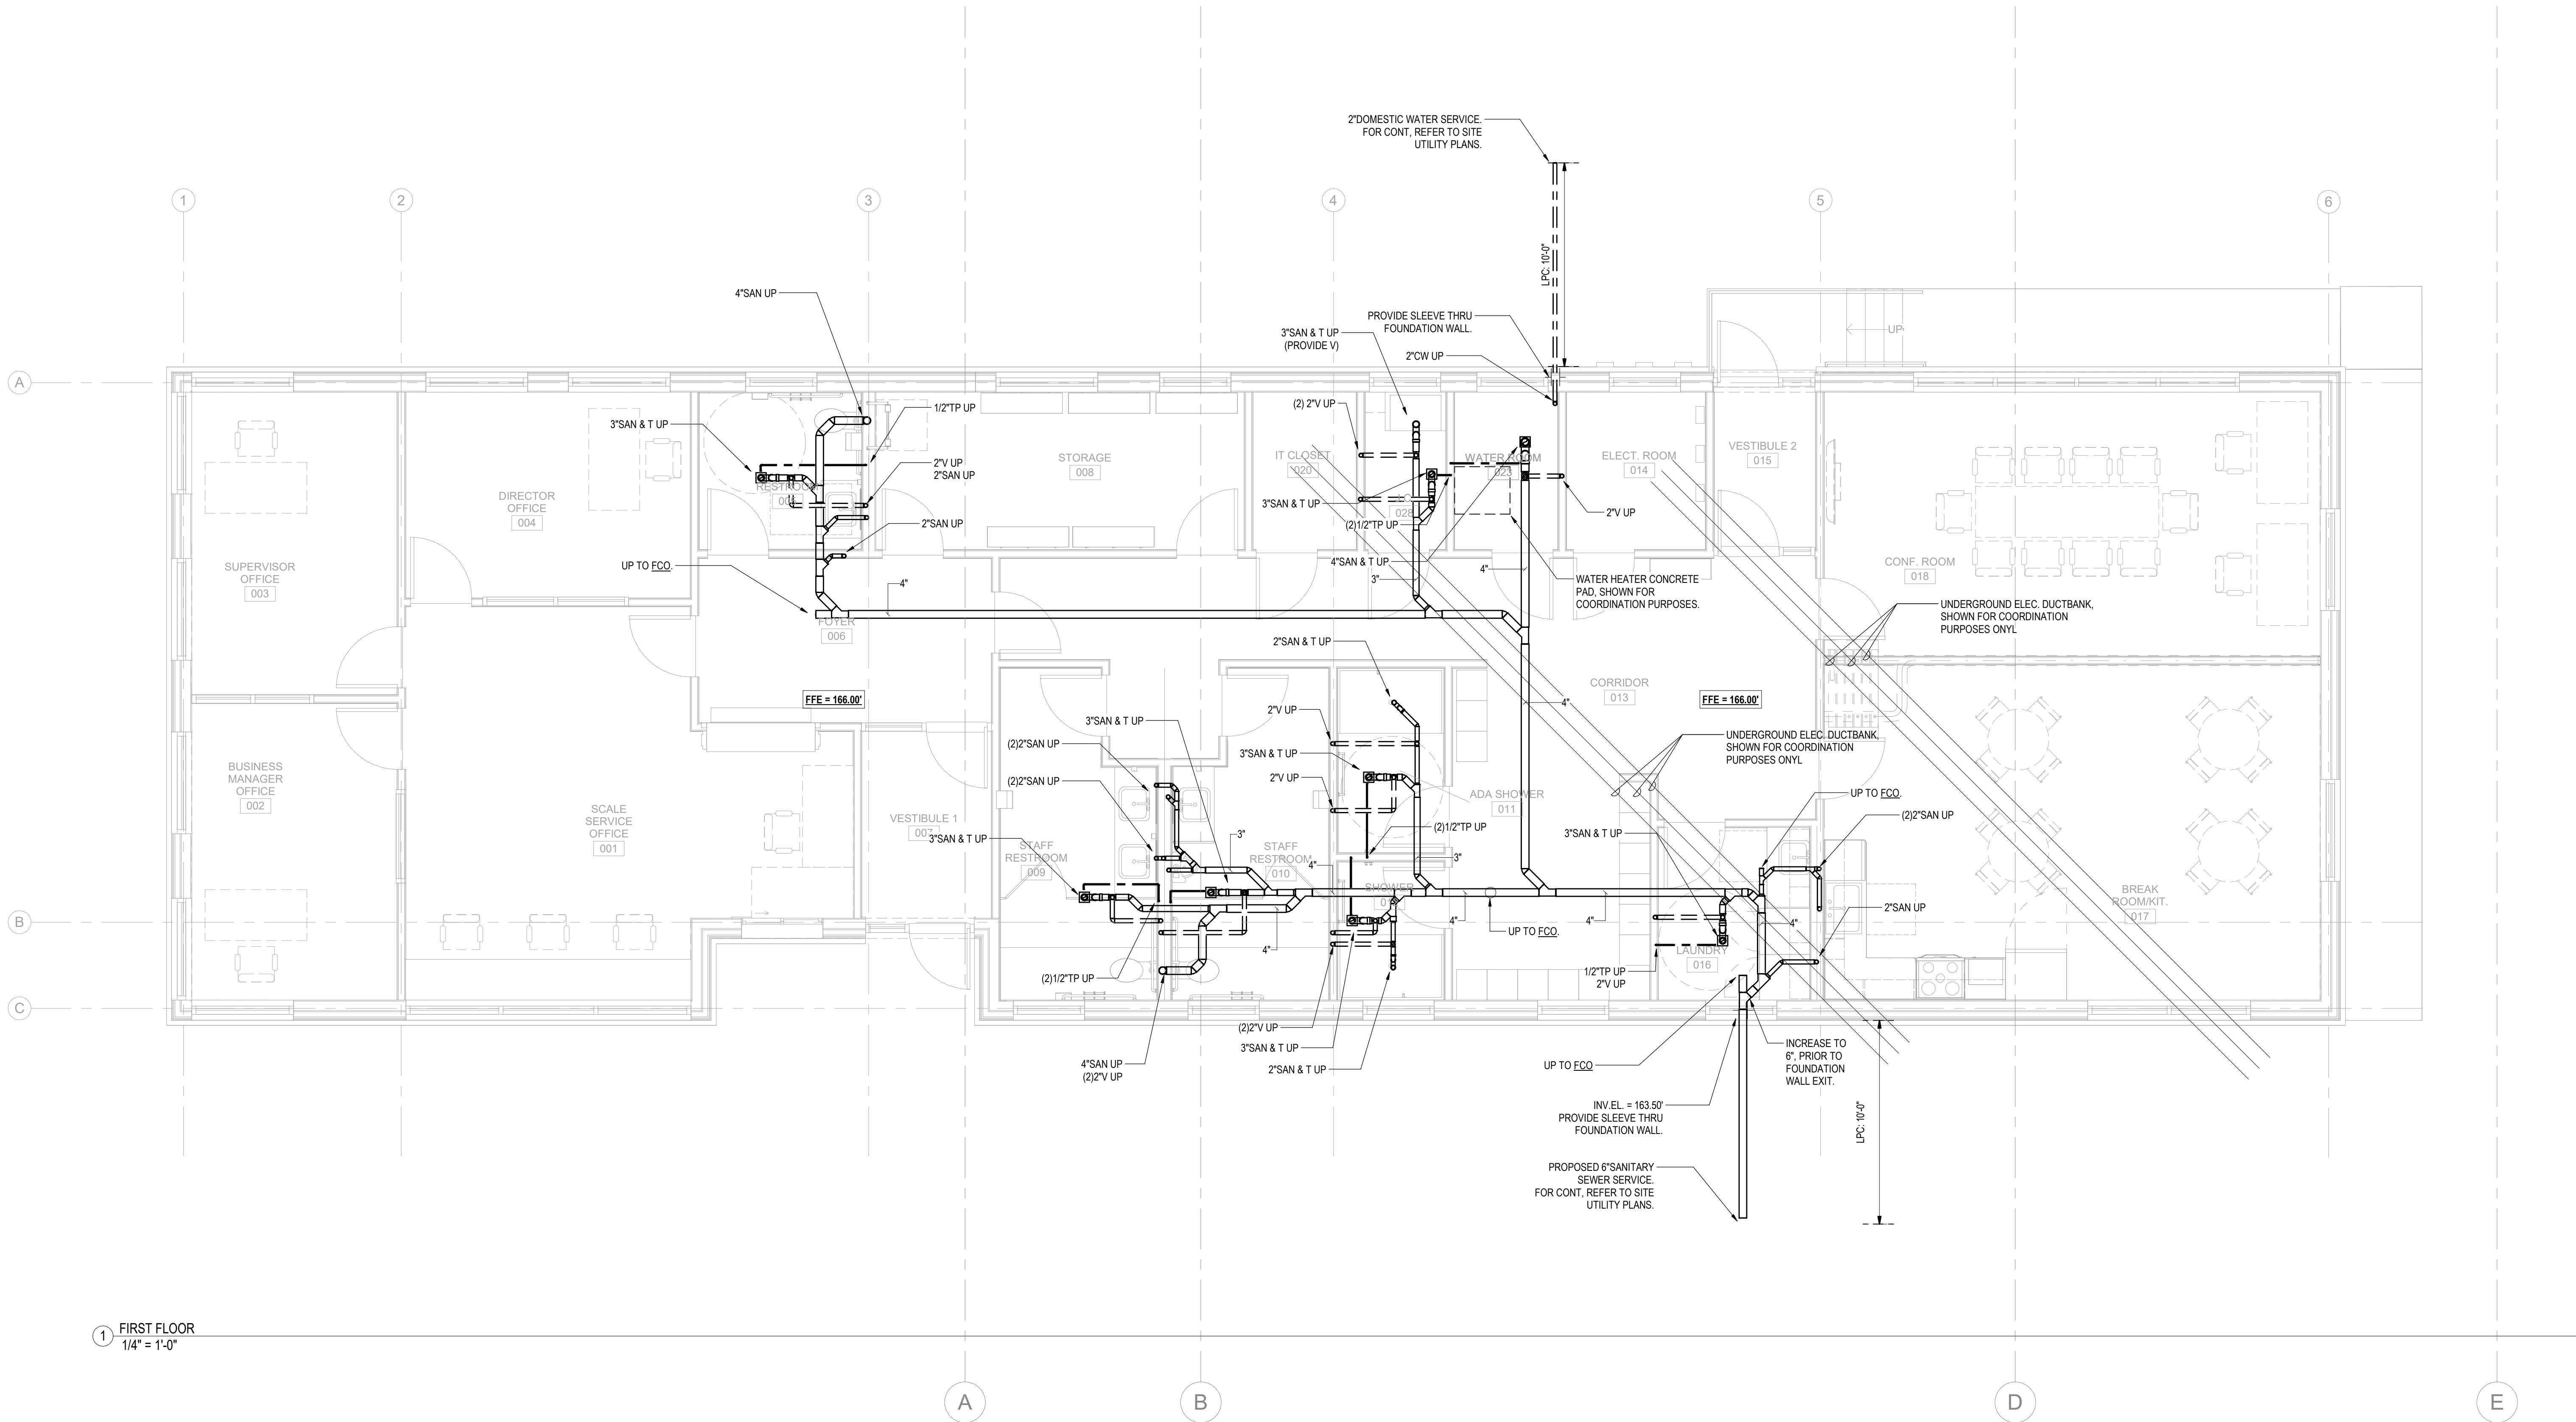 2"DOMESTIC WATER SERVICE.
FOR CONT, REFER TO SITE
UTILITY PLANS.
1
2
3
4
5
6
LPC: 10'-0"
4"SAN UP
PROVIDE SLEEVE THRU
FOUNDATION WALL.
3"SAN & T UP
(PROVIDE V)
2"CW UP
UP
A
3"SAN & T UP
1/2"TP UP
(2) 2"V UP
2"V UP
2"SAN UP
2"SAN UP
UP TO FCO.
RESTROOM
STORAGE
008
IT CLOSET
020
WATER ROOM
023
ELECT. ROOM
014
VESTIBULE 2
015
DIRECTOR
OFFICE
004
SUPERVISOR
OFFICE
003
3"SAN & T UP
028
(2)1/2"TP UP
2"V UP
4"SAN & T UP
3"
4"
4"
WATER HEATER CONCRETE
PAD, SHOWN FOR
COORDINATION PURPOSES.
CONF. ROOM
018
UNDERGROUND ELEC. DUCTBANK,
SHOWN FOR COORDINATION
PURPOSES ONYL
FOYER
006
FFE = 166.00'
2"SAN & T UP
CORRIDOR
013
FFE = 166.00'
4"
2"V UP
3"SAN & T UP
(2)2"SAN UP
3"SAN & T UP
2"V UP
(2)2"SAN UP
UNDERGROUND ELEC. DUCTBANK,
SHOWN FOR COORDINATION
PURPOSES ONYL
BUSINESS
MANAGER
OFFICE
002
SCALE
SERVICE
OFFICE
001
VESTIBULE 1
007
3"SAN & T UP
STAFF
RESTROOM
009
STAFF
RESTROOM
010
3"
4"
ADA SHOWER
011
(2)1/2"TP UP
3"
SHOWER
UP TO FCO.
(2)2"SAN UP
3"SAN & T UP
BREAK
ROOM/KIT.
017
2"SAN UP
B
4"
4"
4"
4"
UP TO FCO.
LAUNDRY
016
1/2"TP UP
2"V UP
(2)1/2"TP UP
C
(2)2"V UP
3"SAN & T UP
2"SAN & T UP
4"SAN UP
(2)2"V UP
UP TO FCO
INCREASE TO
6", PRIOR TO
FOUNDATION
WALL EXIT.
INV.EL. = 163.50'
PROVIDE SLEEVE THRU
FOUNDATION WALL.
LPC: 10'-0"
PROPOSED 6"SANITARY
SEWER SERVICE.
FOR CONT, REFER TO SITE
UTILITY PLANS.
1
FIRST FLOOR
1/4" = 1'-0"
A
B
D
E